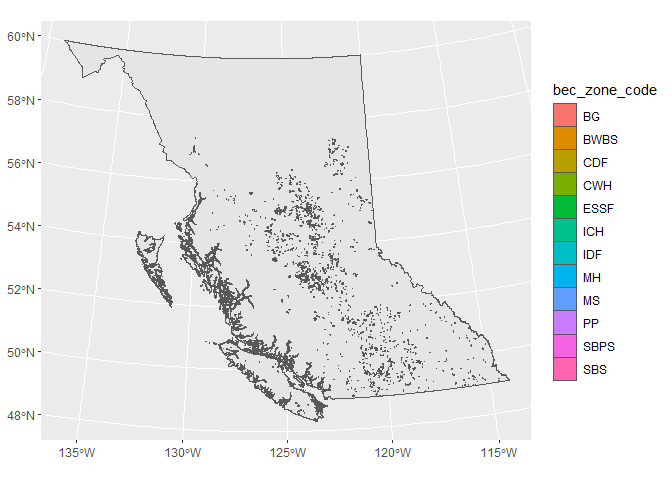 60°N
58°N
56°N
54°N
52°N
50°N
48°N
135°W
130°W
125°W
120°W
115°W
bec_zone_code
BG
BWBS
CDF
CWH
ESSF
ICH
IDF
MH
MS
PP
SBPS
SBS